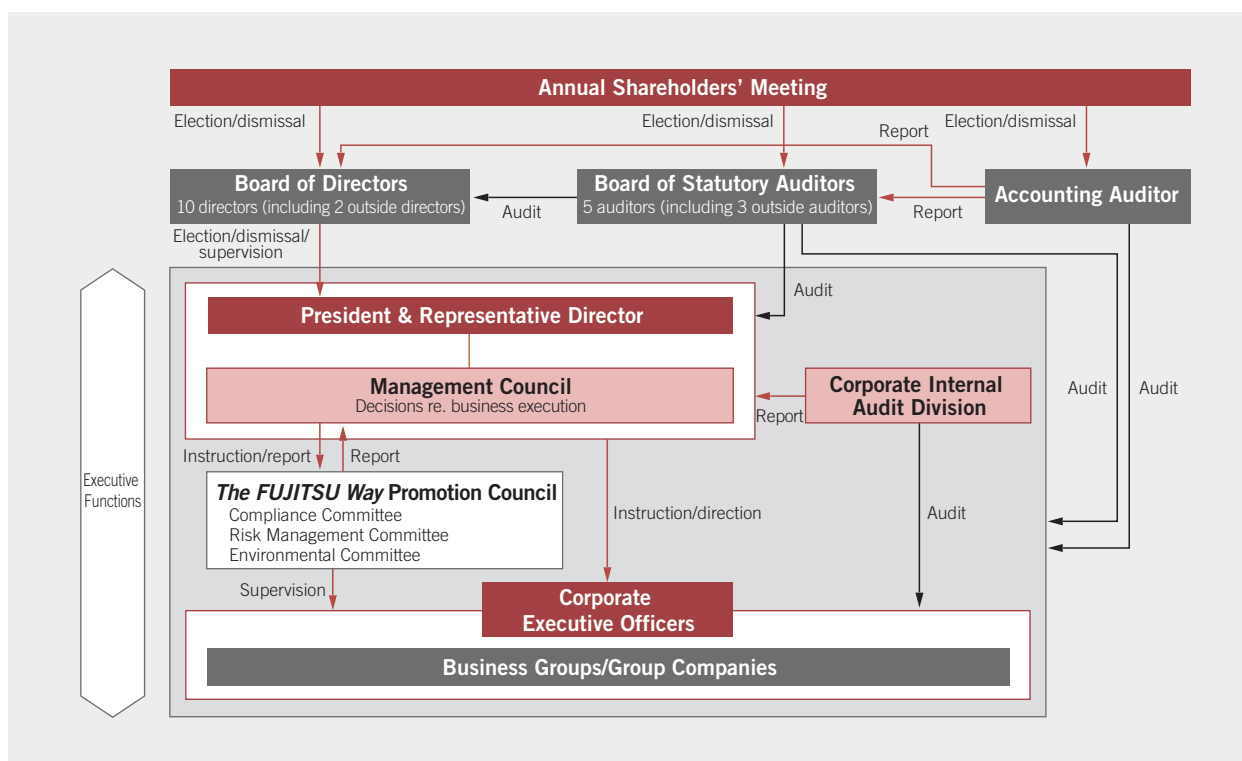 Annual Shareholders' Meeting
Election/dismissal
Election/dismissal
Election/dismissal
Report
Board of Directors
10 directors (including 2 outside directors)
Audit
Board of Statutory Auditors
5 auditors (including 3 outside auditors)
Report
Accounting Auditor
Election/dismissal/
supervision
Audit
President & Representative Director
Management Council
Decisions re. business execution
Report
Corporate Internal
Audit Division
Audit
Audit
Instruction/report
Report
Executive
Functions
The FUJITSU Way Promotion Council
Compliance Committee
Risk Management Committee
Environmental Committee
Instruction/direction
Audit
Supervision
Corporate
Executive Officers
Business Groups/Group Companies